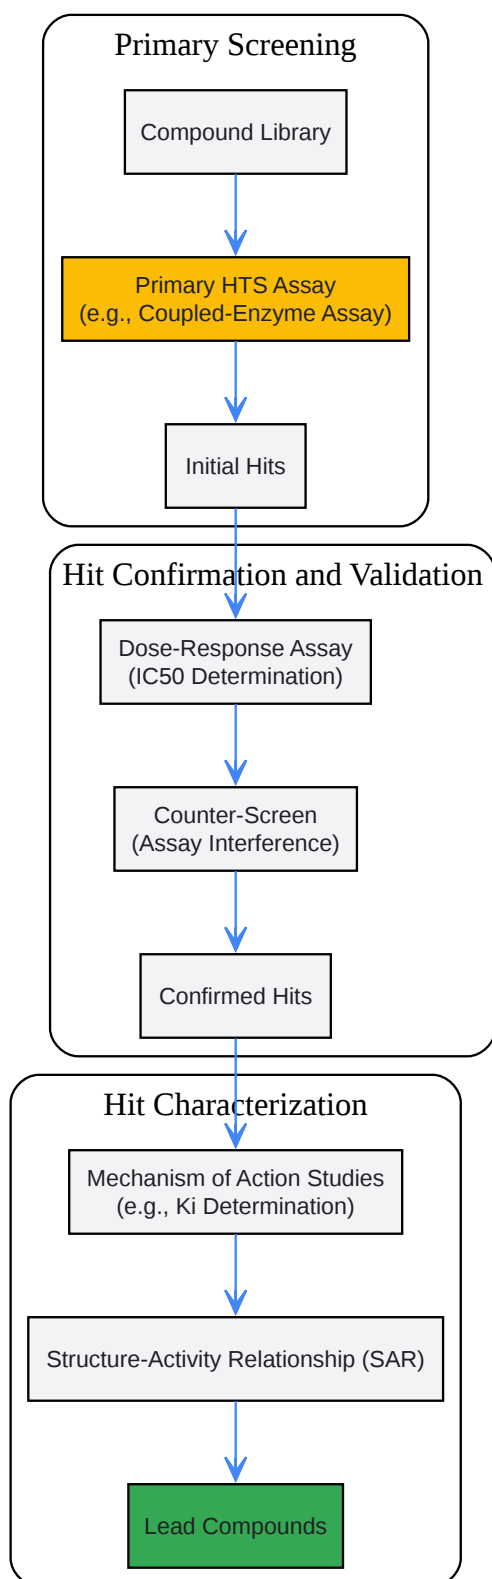 Primary Screening
Compound Library
Primary HTS Assay
(e.g., Coupled-Enzyme Assay)
Initial Hits
Hit Confirmation and Validation
Dose-Response Assay
(IC50 Determination)
Counter-Screen
(Assay Interference)
Confirmed Hits
Hit Characterization
Mechanism of Action Studies
(e.g., Ki Determination)
Structure-Activity Relationship (SAR)
Lead Compounds